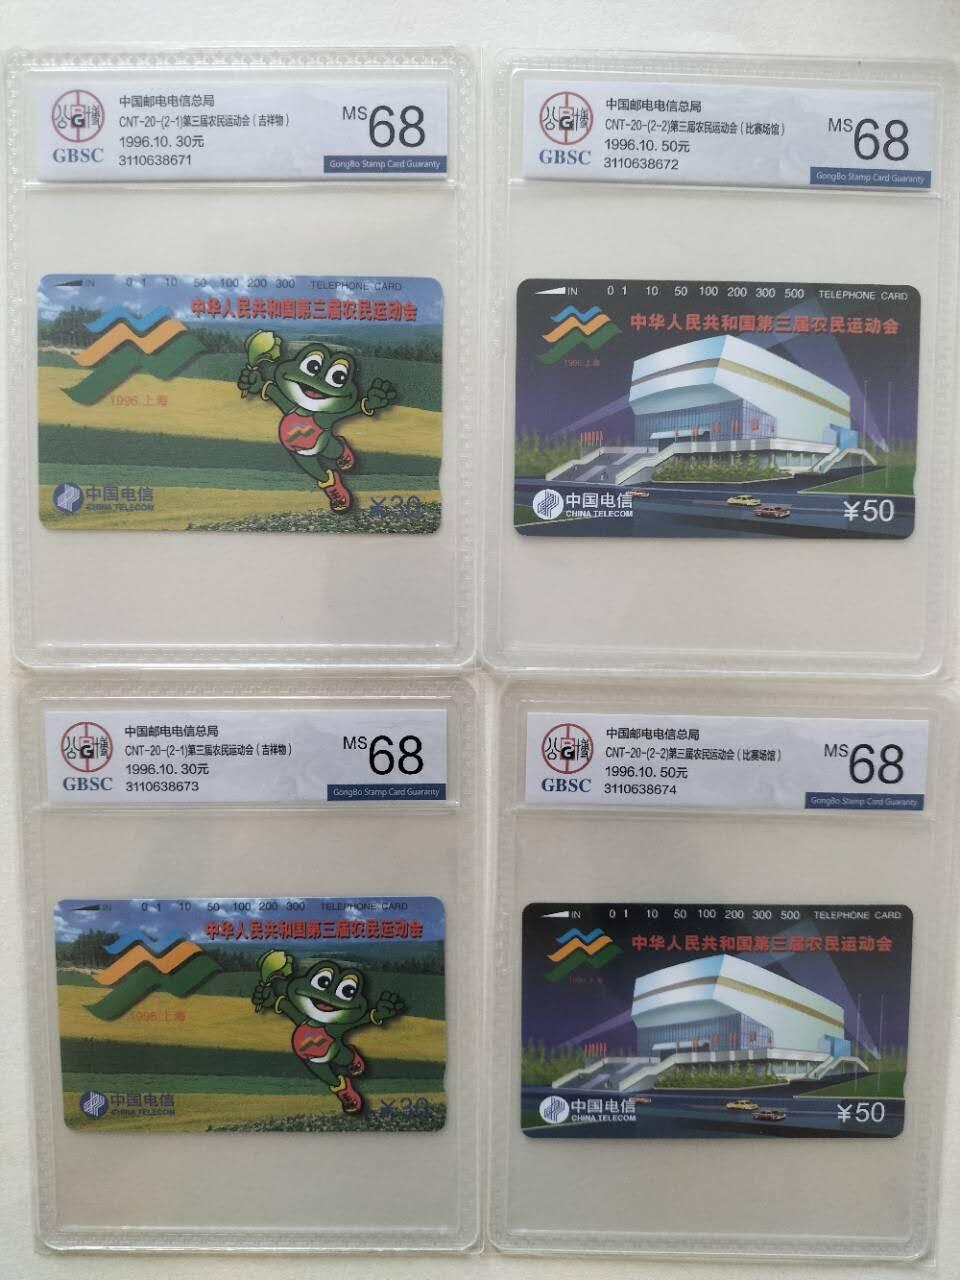 中国邮电电信总局
CNT-20-(2-1)第三届农民运动会(吉祥物)
1996.10. 30元
3110638671
GBSC
MS 68
GongBo Stamp Card Guaranty
中国邮电电信总局
CNT-20-(2-2)第三届农民运动会(比赛场馆)
1996.10. 50元
3110638672
GBSC
MS 68
GongBo Stamp Card Guaranty
IN 0 1 10 50 100 200 300 TELEPHONE CARD
中华人民共和国第三届农民运动会
1996.上海
中国电信
CHINA TELECOM
¥30
IN 0 1 10 50 100 200 300 500 TELEPHONE CARD
中华人民共和国第三届农民运动会
1996.上海
中国电信
CHINA TELECOM
¥50
中国邮电电信总局
CNT-20-(2-1)第三届农民运动会(吉祥物)
1996.10. 30元
3110638673
GBSC
MS 68
GongBo Stamp Card Guaranty
中国邮电电信总局
CNT-20-(2-2)第三届农民运动会(比赛场馆)
1996.10. 50元
3110638674
GBSC
MS 68
GongBo Stamp Card Guaranty
IN 0 1 10 50 100 200 300 TELEPHONE CARD
中华人民共和国第三届农民运动会
1996.上海
中国电信
CHINA TELECOM
¥30
IN 0 1 10 50 100 200 300 500 TELEPHONE CARD
中华人民共和国第三届农民运动会
1996.上海
中国电信
CHINA TELECOM
¥50